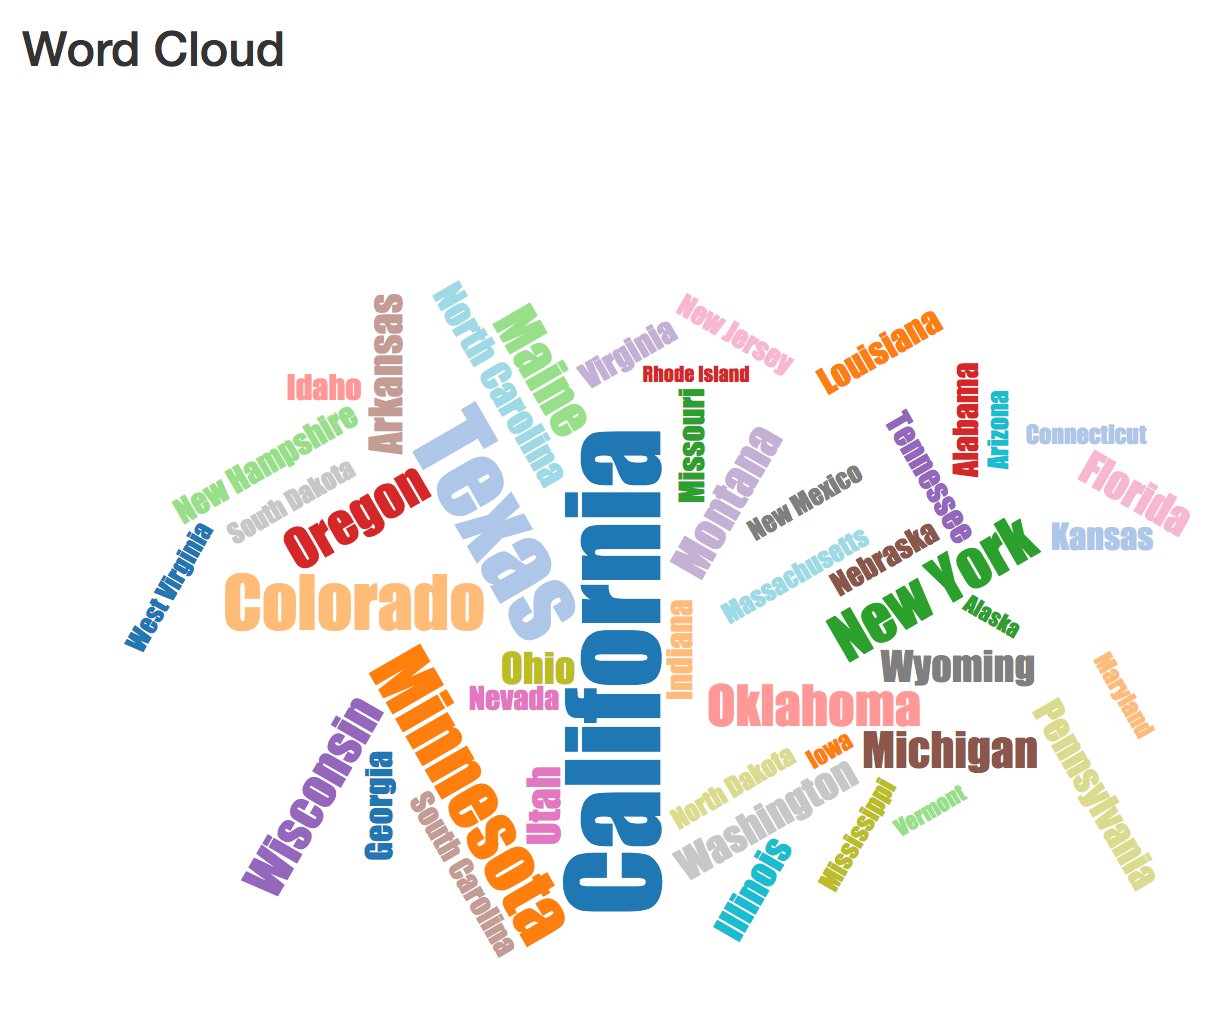 Word Cloud
North Carolina
Maine
Arkansas
Virginia
New Jersey
Louisiana
Rhode Island
Idaho
Missouri
Alabama
Arizona
New Hampshire
Texas
Montana
Tennessee
Connecticut
South Dakota
Oregon
California
New Mexico
Florida
West Virginia
Colorado
Massachusetts
Nebraska
New York
Kansas
Indiana
Alaska
Ohio
Wyoming
Nevada
Oklahoma
Maryland
Minnesota
Wisconsin
Georgia
Utah
North Dakota
Iowa
Michigan
Pennsylvania
South Carolina
Washington
Mississippi
Vermont
Illinois